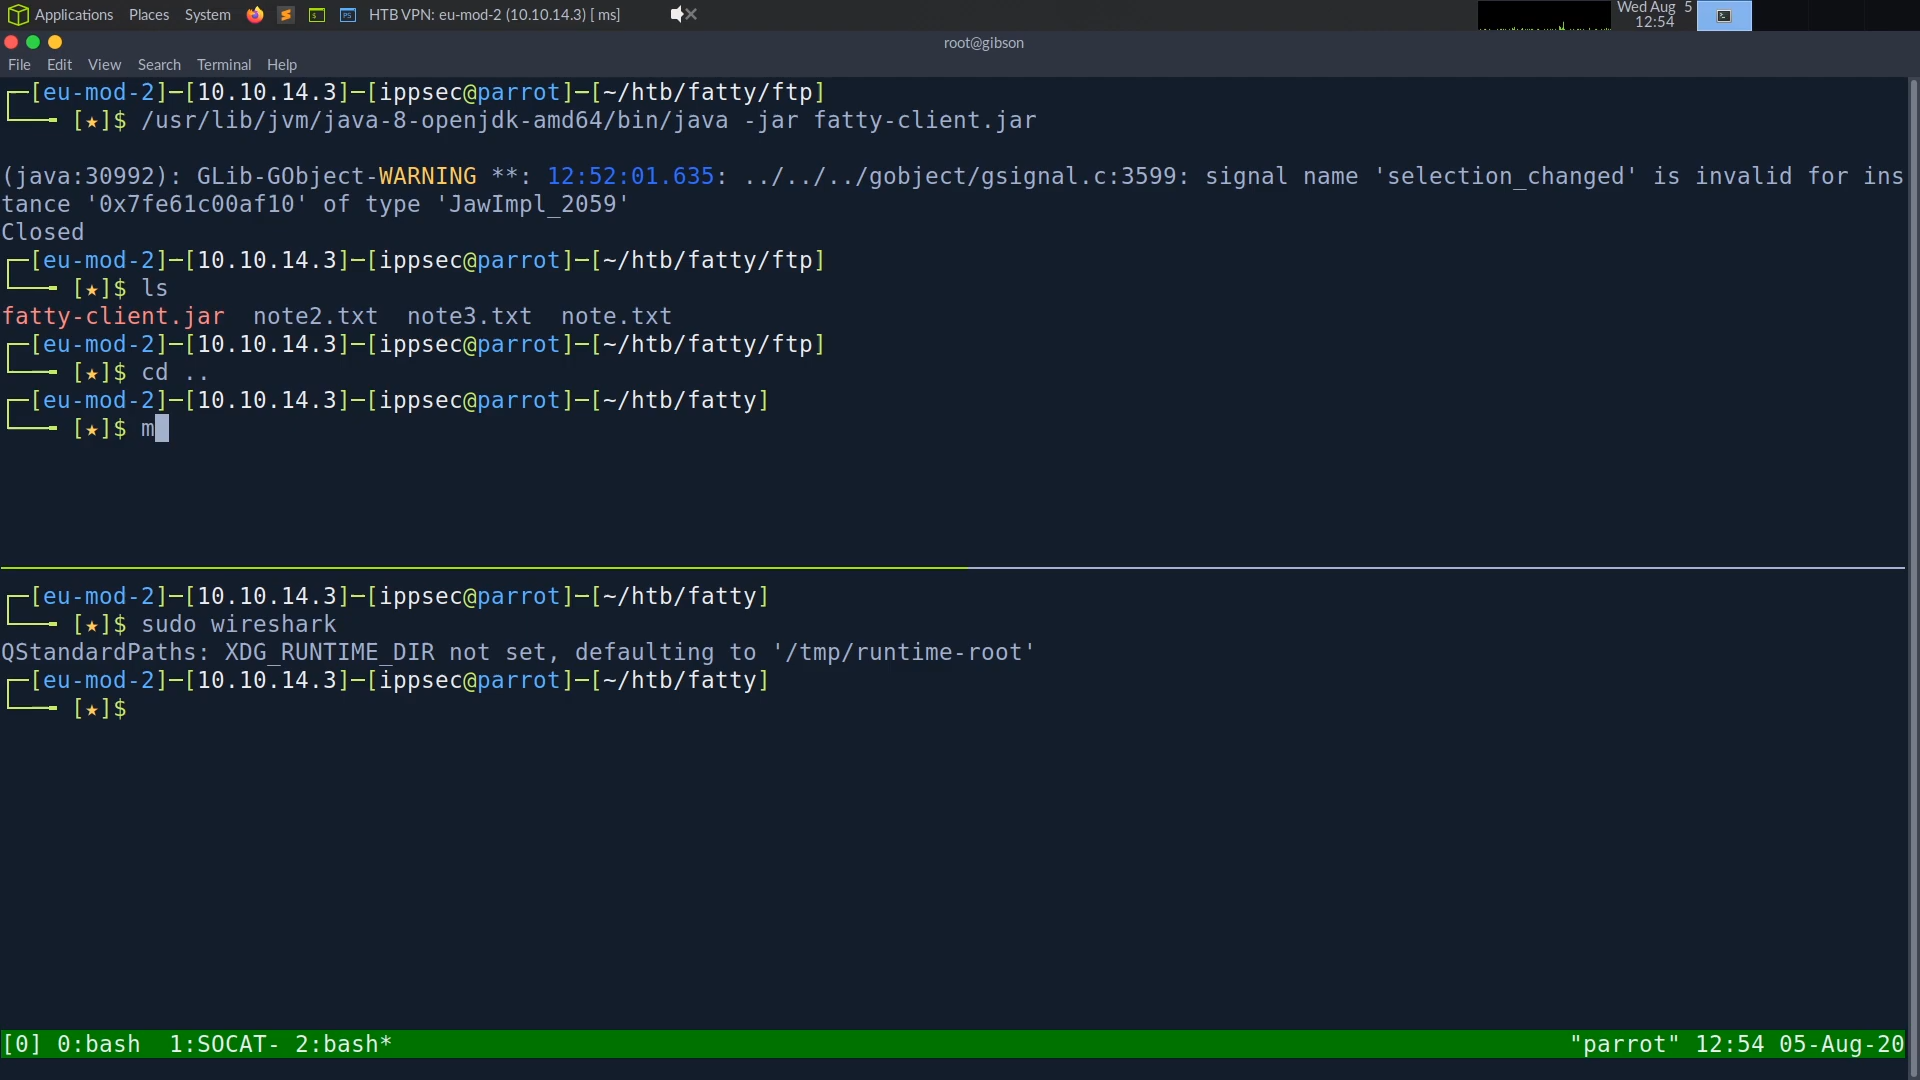 Applications Places System HTB VPN: eu-mod-2 (10.10.14.3) [ ms] Wed Aug 5
12:54
root@gibson
File Edit View Search Terminal Help
┌─[eu-mod-2]─[10.10.14.3]─[ippsec@parrot]─[~/htb/fatty/ftp]
└──╼ [★]$ /usr/lib/jvm/java-8-openjdk-amd64/bin/java -jar fatty-client.jar
(java:30992): GLib-GObject-WARNING **: 12:52:01.635: ../../../gobject/gsignal.c:3599: signal name 'selection_changed' is invalid for ins
tance '0x7fe61c00af10' of type 'JawImpl_2059'
Closed
┌─[eu-mod-2]─[10.10.14.3]─[ippsec@parrot]─[~/htb/fatty/ftp]
└──╼ [★]$ ls
fatty-client.jar  note2.txt  note3.txt  note.txt
┌─[eu-mod-2]─[10.10.14.3]─[ippsec@parrot]─[~/htb/fatty/ftp]
└──╼ [★]$ cd ..
┌─[eu-mod-2]─[10.10.14.3]─[ippsec@parrot]─[~/htb/fatty]
└──╼ [★]$ m
┌─[eu-mod-2]─[10.10.14.3]─[ippsec@parrot]─[~/htb/fatty]
└──╼ [★]$ sudo wireshark
QStandardPaths: XDG_RUNTIME_DIR not set, defaulting to '/tmp/runtime-root'
┌─[eu-mod-2]─[10.10.14.3]─[ippsec@parrot]─[~/htb/fatty]
└──╼ [★]$
[0] 0:bash  1:SOCAT- 2:bash* "parrot" 12:54 05-Aug-20